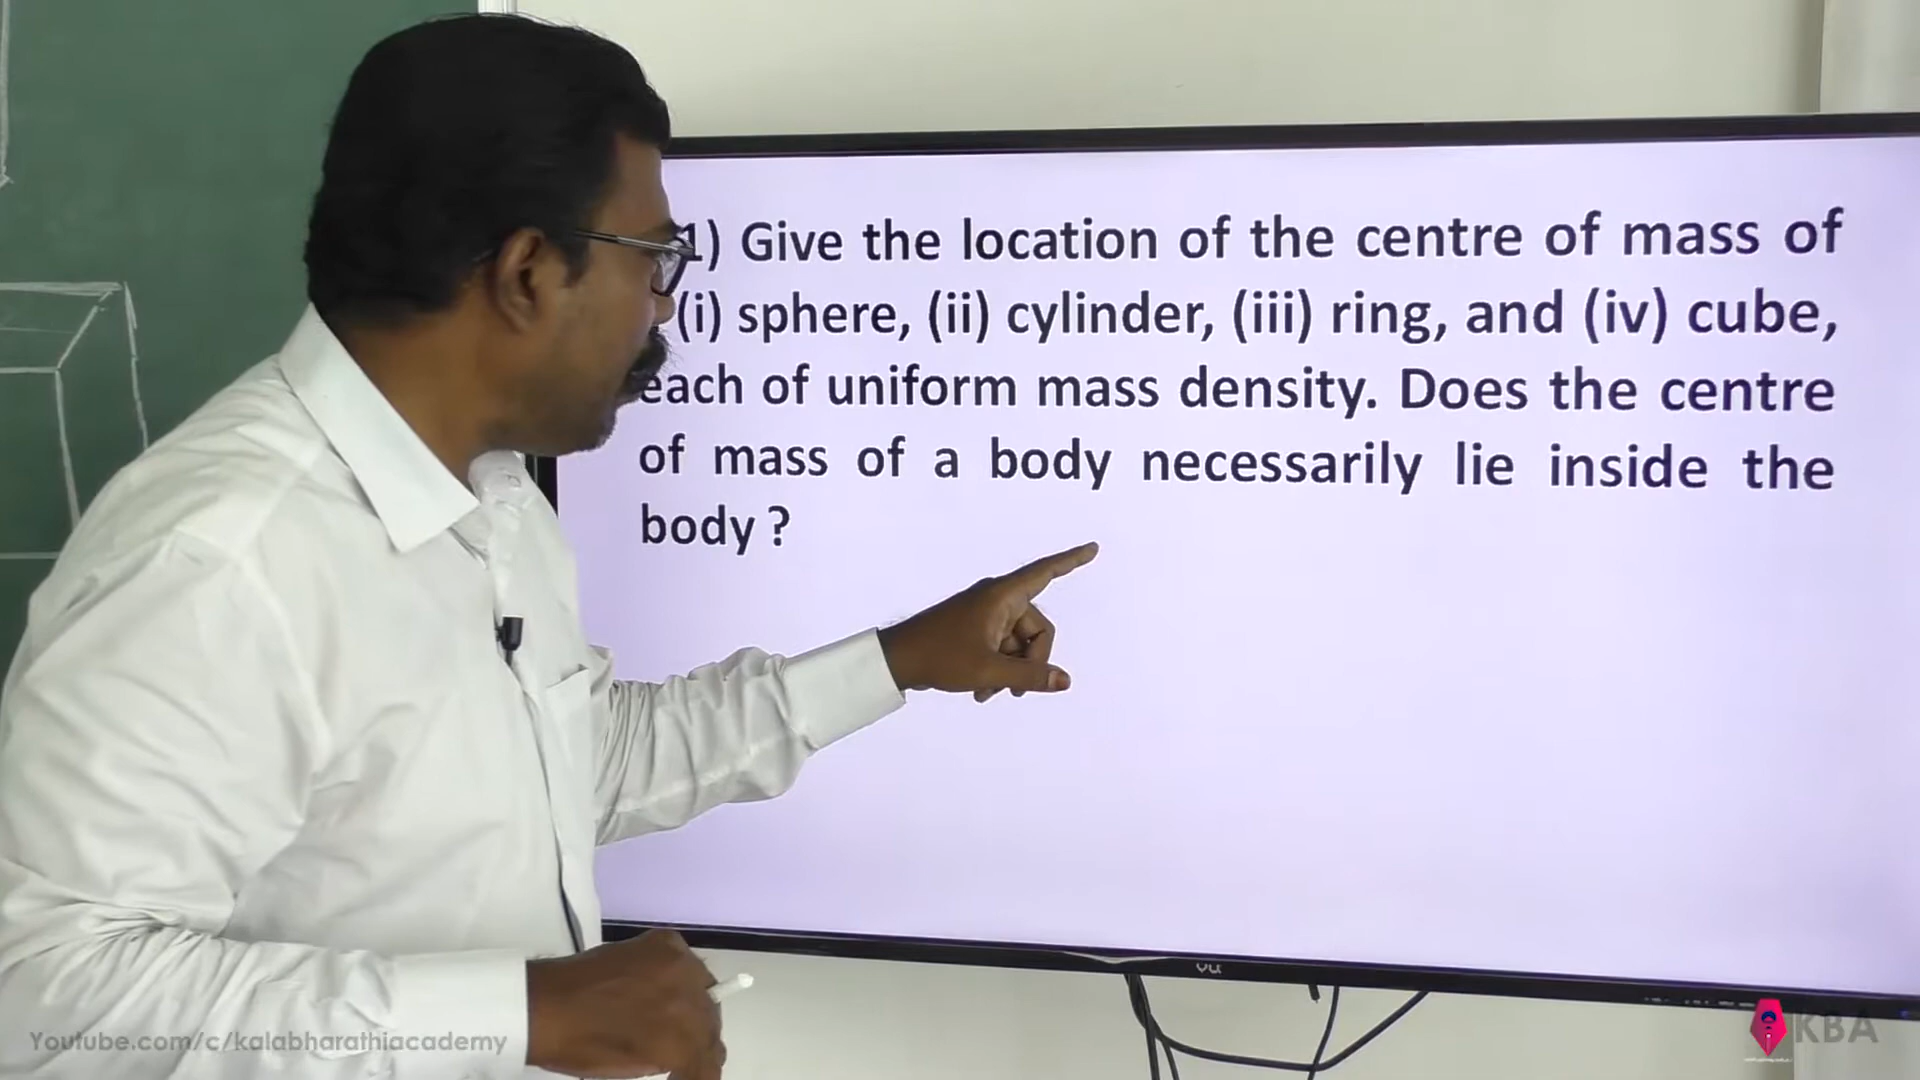 1) Give the location of the centre of mass of
(i) sphere, (ii) cylinder, (iii) ring, and (iv) cube,
each of uniform mass density. Does the centre
of mass of a body necessarily lie inside the
body ?
Vu
Youtube.com/c/kalabharathiacademy
KBA